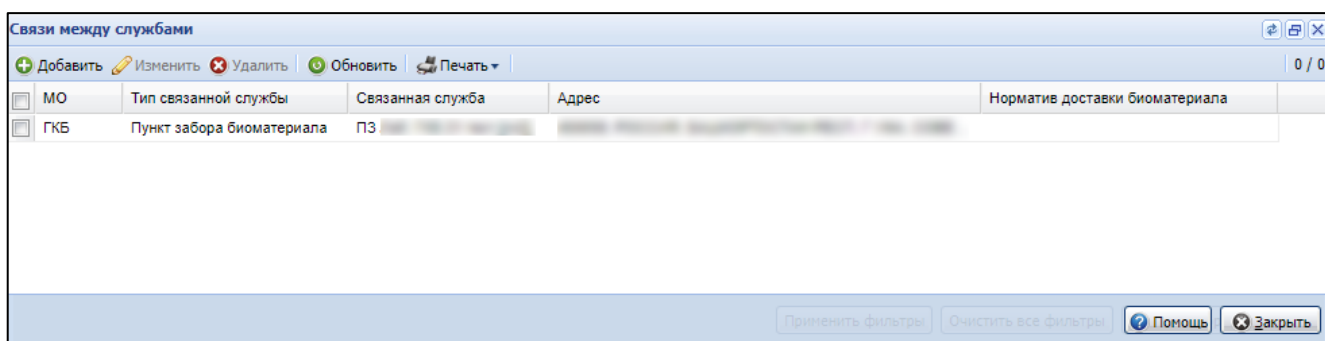 Связи между службами
Добавить Изменить Удалить Обновить Печать 0 / 0
МО Тип связанной службы Связанная служба Адрес Норматив доставки биоматериала
ГКБ Пункт забора биоматериала ПЗ
Применить фильтры Очистить все фильтры Помощь Закрыть